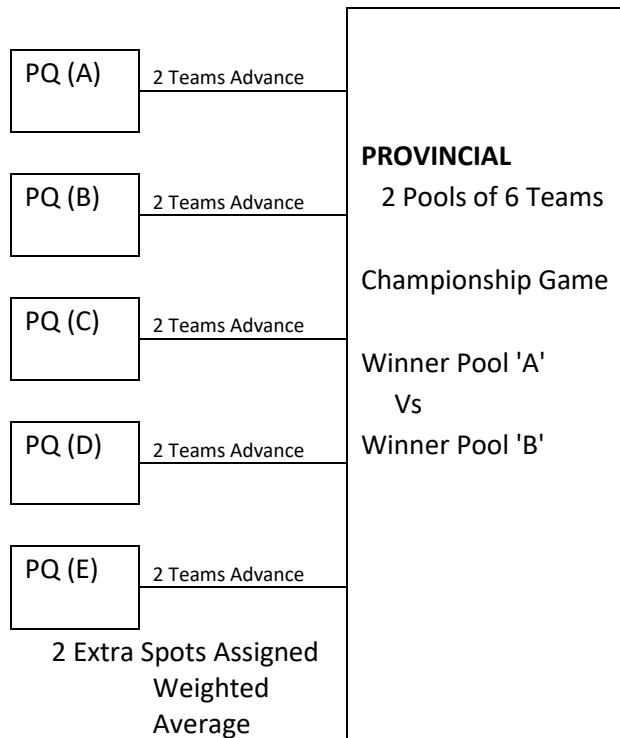 PQ (A)
2 Teams Advance
PQ (B)
2 Teams Advance
PQ (C)
2 Teams Advance
PQ (D)
2 Teams Advance
PQ (E)
2 Teams Advance
2 Extra Spots Assigned
Weighted
Average
PROVINCIAL
2 Pools of 6 Teams
Championship Game
Winner Pool 'A'
Vs
Winner Pool 'B'